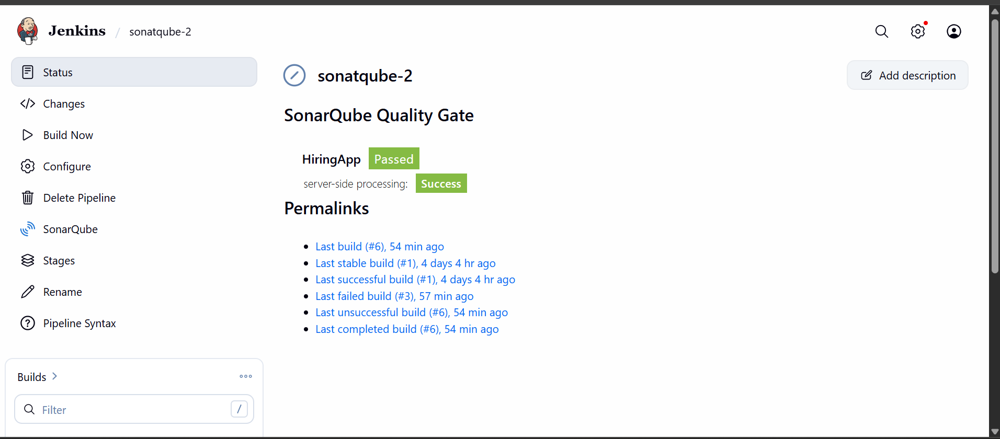 Jenkins / sonatqube-2
Status
Changes
Build Now
Configure
Delete Pipeline
SonarQube
Stages
Rename
Pipeline Syntax
Builds
Filter /
sonatqube-2
Add description
SonarQube Quality Gate
HiringApp Passed
server-side processing: Success
Permalinks
Last build (#6), 54 min ago
Last stable build (#1), 4 days 4 hr ago
Last successful build (#1), 4 days 4 hr ago
Last failed build (#3), 57 min ago
Last unsuccessful build (#6), 54 min ago
Last completed build (#6), 54 min ago